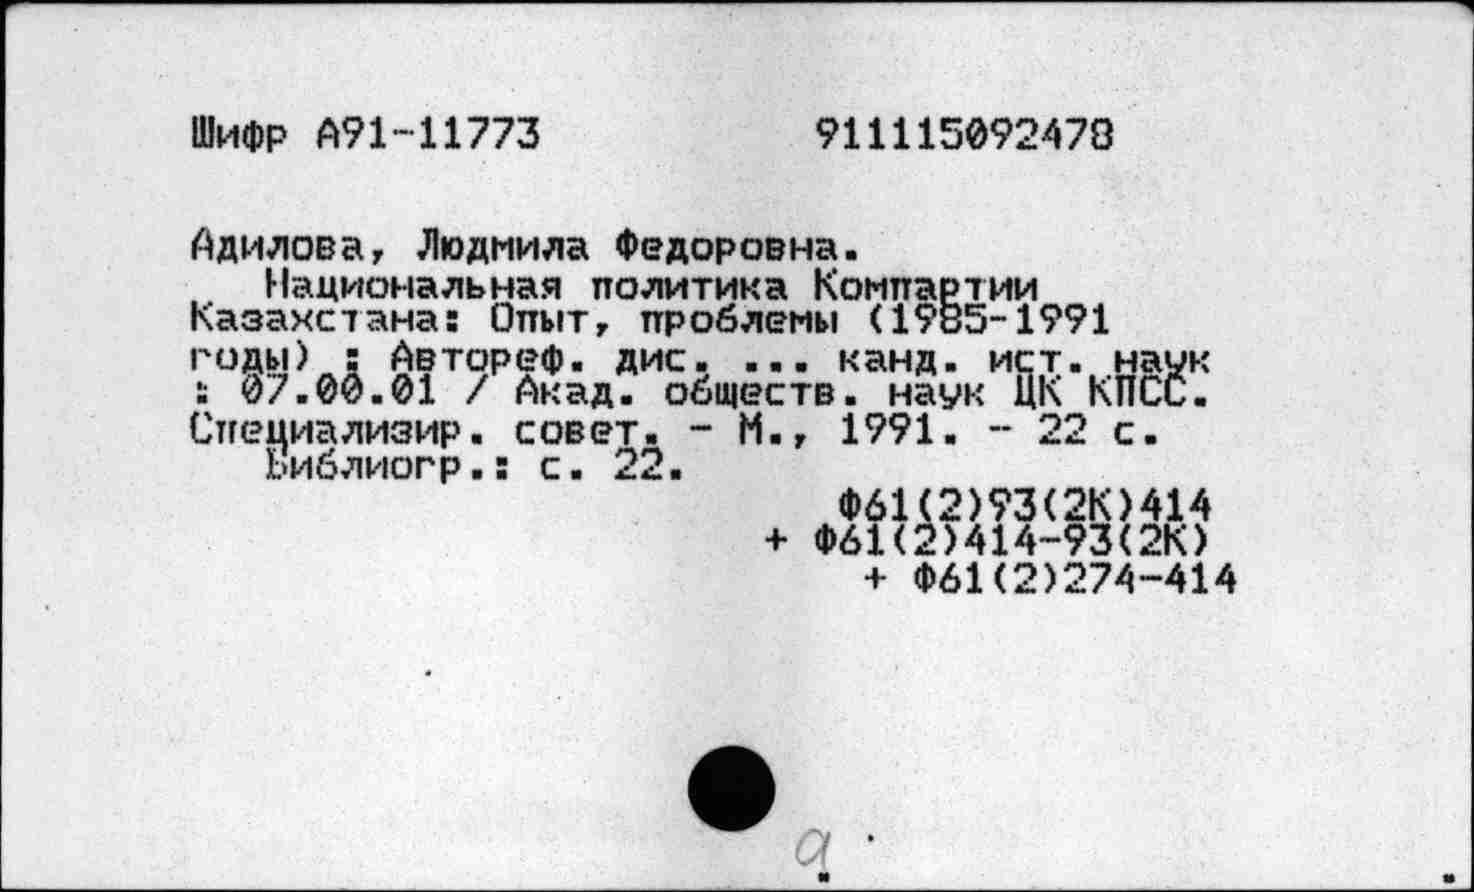 Шифр А91-11773 911115092478
Адилова, Людмила Федоровна.
Национальная политика Компартии
Казахстана: Опыт, проблемы (1985-1991
годы) : Автореф. дис. ... канд. ист. наук
: 07.00.01 / Акад. обществ. наук ЦК КПСС.
Специализир. совет. - М., 1991. - 22 с.
Библиогр.: с. 22.
Ф61(2)93(2К)414
+ Ф61(2)414-93(2К)
+ Ф61(2)274-414